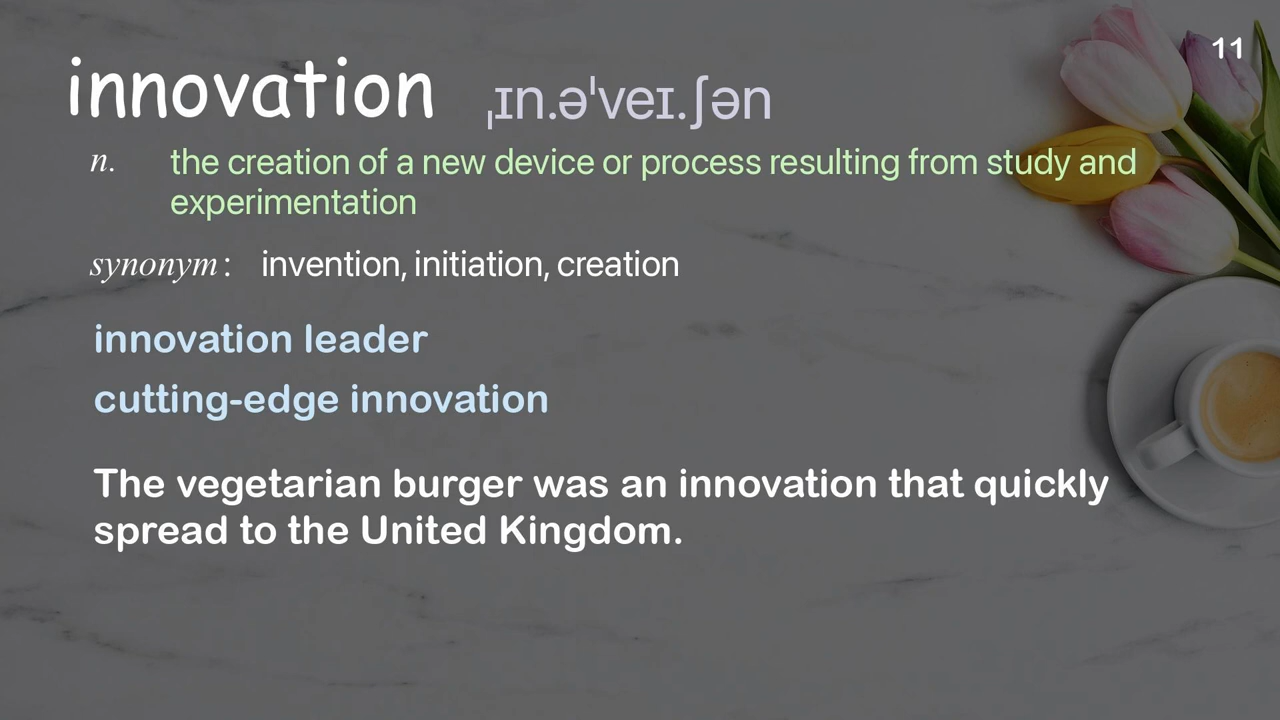 11
innovation ˌɪn.əˈveɪ.ʃən
n. the creation of a new device or process resulting from study and
experimentation
synonym : invention, initiation, creation
innovation leader
cutting-edge innovation
The vegetarian burger was an innovation that quickly
spread to the United Kingdom.